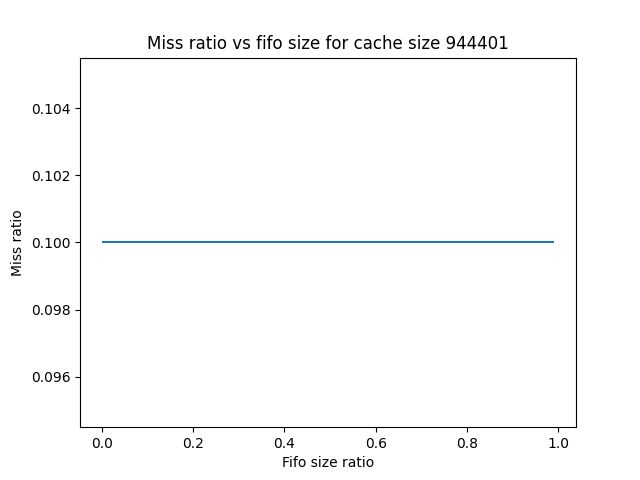 Miss ratio vs fifo size for cache size 944401
0.104
0.102
0.100
0.098
0.096
Miss ratio
0.0 0.2 0.4 0.6 0.8 1.0
Fifo size ratio